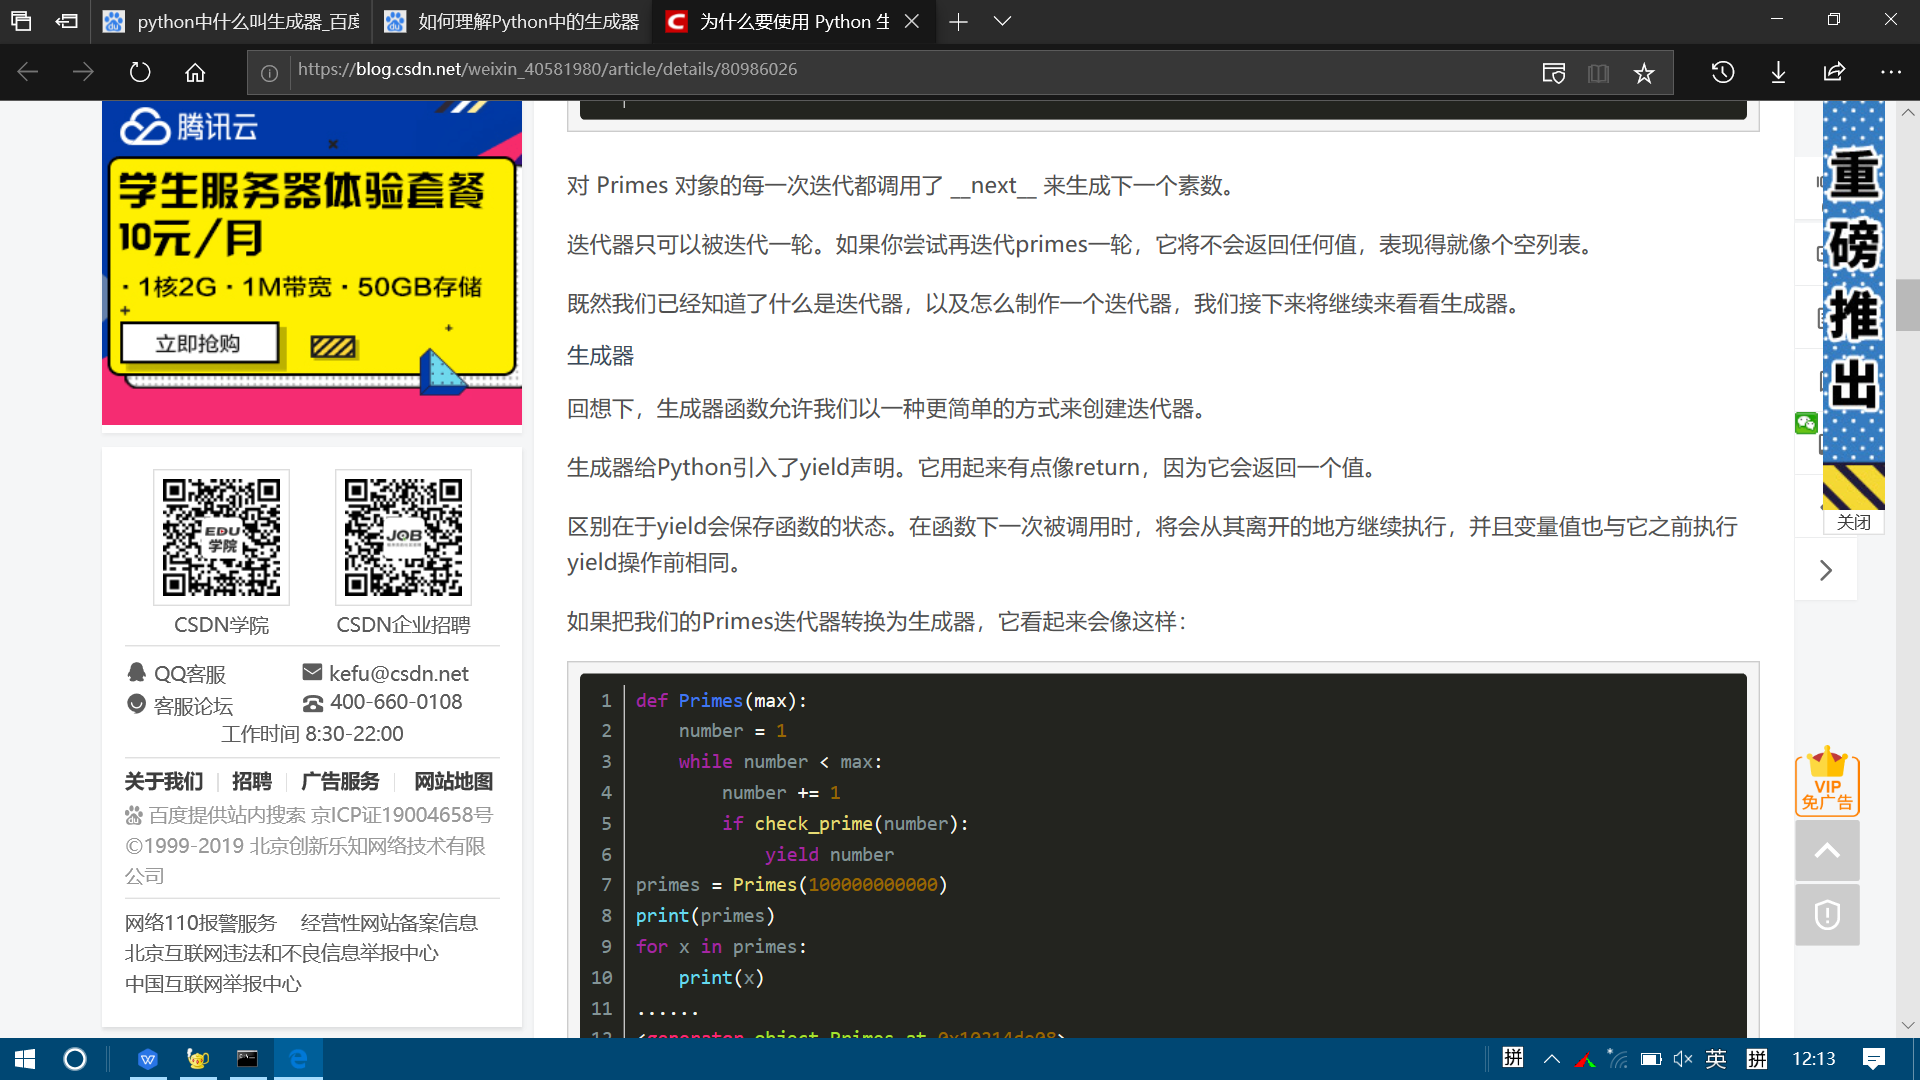 python中什么叫生成器_百度
如何理解Python中的生成器
为什么要使用 Python 生
https://blog.csdn.net/weixin_40581980/article/details/80986026
腾讯云
学生服务器体验套餐
10元/月
·1核2G·1M带宽·50GB存储
立即抢购
EDU
学院
JOB
CSDN学院
CSDN企业招聘
QQ客服
kefu@csdn.net
客服论坛
400-660-0108
工作时间 8:30-22:00
关于我们
招聘
广告服务
网站地图
百度提供站内搜索 京ICP证19004658号
©1999-2019 北京创新乐知网络技术有限
公司
网络110报警服务
经营性网站备案信息
北京互联网违法和不良信息举报中心
中国互联网举报中心
对 Primes 对象的每一次迭代都调用了 __next__ 来生成下一个素数。
迭代器只可以被迭代一轮。如果你尝试再迭代primes一轮，它将不会返回任何值，表现得就像个空列表。
既然我们已经知道了什么是迭代器，以及怎么制作一个迭代器，我们接下来将继续来看看生成器。
生成器
回想下，生成器函数允许我们以一种更简单的方式来创建迭代器。
生成器给Python引入了yield声明。它用起来有点像return，因为它会返回一个值。
区别在于yield会保存函数的状态。在函数下一次被调用时，将会从其离开的地方继续执行，并且变量值也与它之前执行
yield操作前相同。
如果把我们的Primes迭代器转换为生成器，它看起来会像这样：
1 def Primes(max):
2     number = 1
3     while number < max:
4         number += 1
5         if check_prime(number):
6             yield number
7 primes = Primes(100000000000)
8 print(primes)
9 for x in primes:
10     print(x)
11 ......
12 <generator object Primes at 0x10214de08>
重
磅
推
出
关闭
VIP
免广告
拼
英
拼
12:13